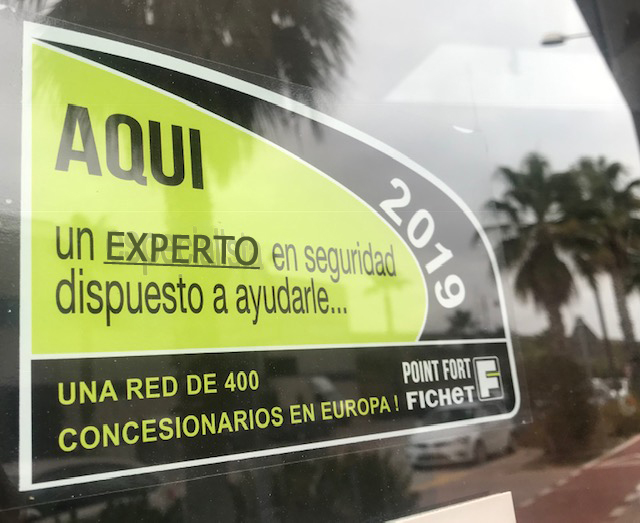 AQUI
2019
un EXPERTO en seguridad
dispuesto a ayudarle...
UNA RED DE 400
CONCESIONARIOS EN EUROPA !
POINT FORT
FICHET
F